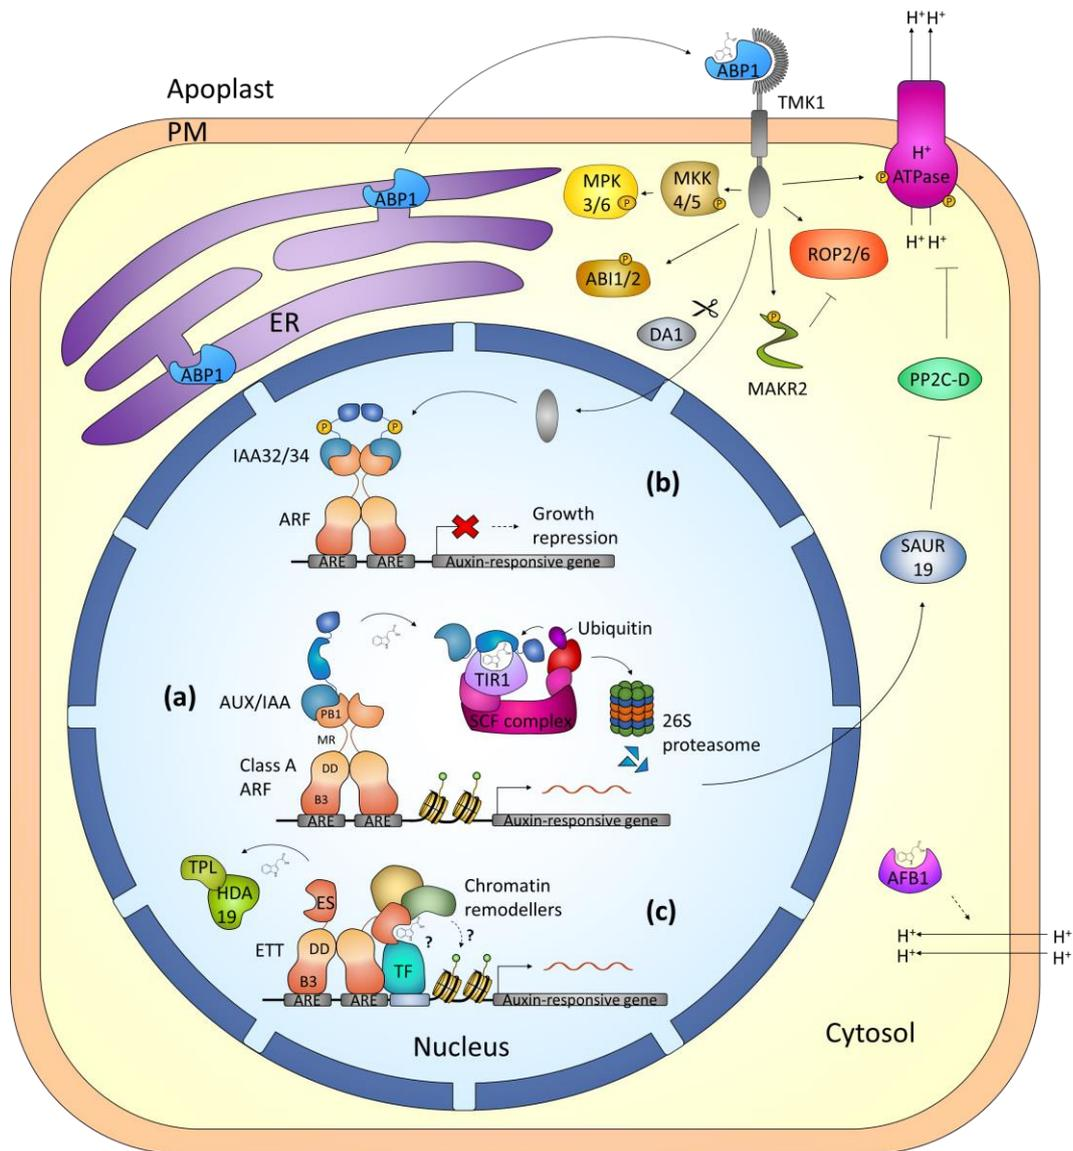 H⁺ H⁺
ABP1
TMK1
Apoplast
PM
H⁺
ATPase
P
P
H⁺ H⁺
ABP1
MPK
3/6
P
MKK
4/5
P
ROP2/6
P
ABI1/2
DA1
P
MAKR2
ER
ABP1
PP2C-D
P
P
IAA32/34
(b)
ARF
Growth
repression
ARE
ARE
Auxin-responsive gene
SAUR
19
Ubiquitin
TIR1
(a)
AUX/IAA
PB1
SCF complex
26S
proteasome
MR
Class A
ARF
DD
B3
ARE
ARE
Auxin-responsive gene
TPL
HDA
19
ES
Chromatin
remodellers
(c)
AFB1
ETT
DD
?
?
TF
B3
ARE
ARE
Auxin-responsive gene
H⁺
H⁺
H⁺
H⁺
Nucleus
Cytosol